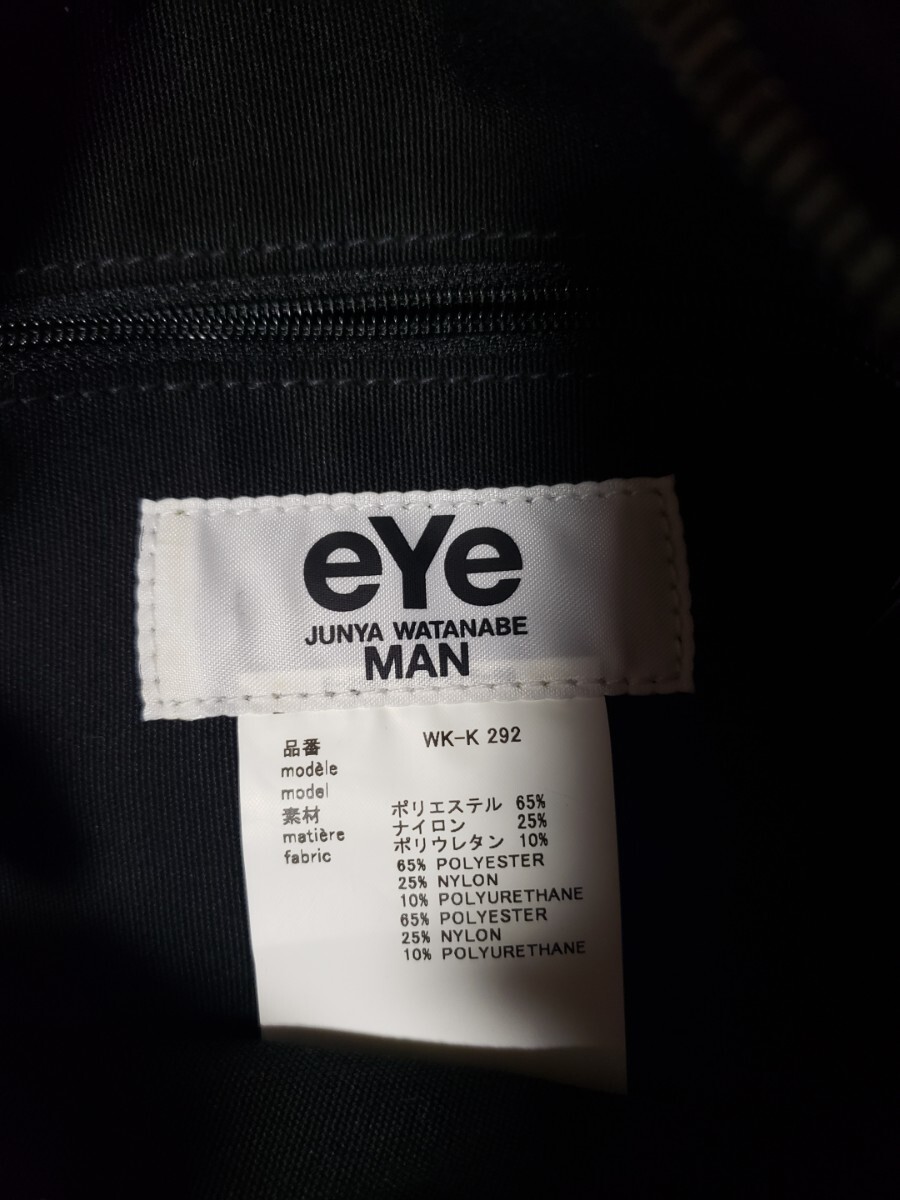 eYe
JUNYA WATANABE
MAN
品番 WK-K 292
modèle
model
素材 ポリエステル 65%
matière ナイロン 25%
fabric ポリウレタン 10%
65% POLYESTER
25% NYLON
10% POLYURETHANE
65% POLYESTER
25% NYLON
10% POLYURETHANE